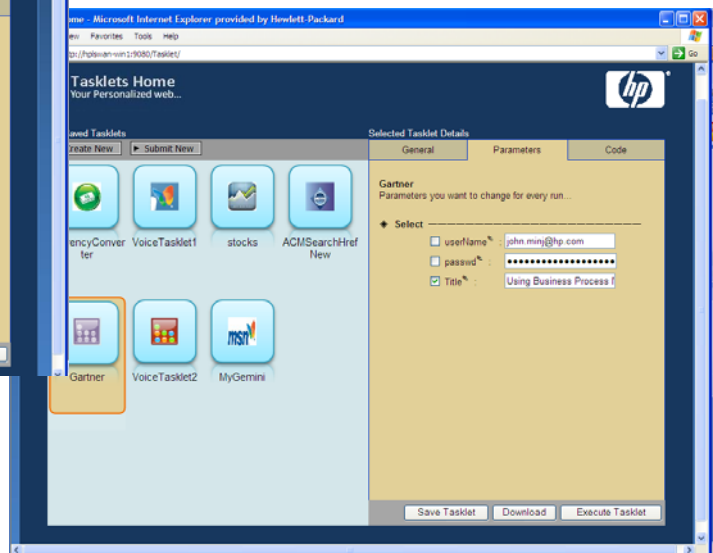 ome - Microsoft Internet Explorer provided by Hewlett-Packard
ew Favorites Tools Help
ttp://hplswan-win1:9080/Tasklet/
Go
Tasklets Home
Your Personalized web...
hp
aved Tasklets
Create New
Submit New
Selected Tasklet Details
General
Parameters
Code
Gartner
Parameters you want to change for every run...
Select
userName : john.minj@hp.com
passwd : ••••••••••••••••••
Title : Using Business Process
encyConver
ter
VoiceTasklet1
stocks
ACMSearchHref
New
Gartner
VoiceTasklet2
msn
MyGemini
Save Tasklet
Download
Execute Tasklet